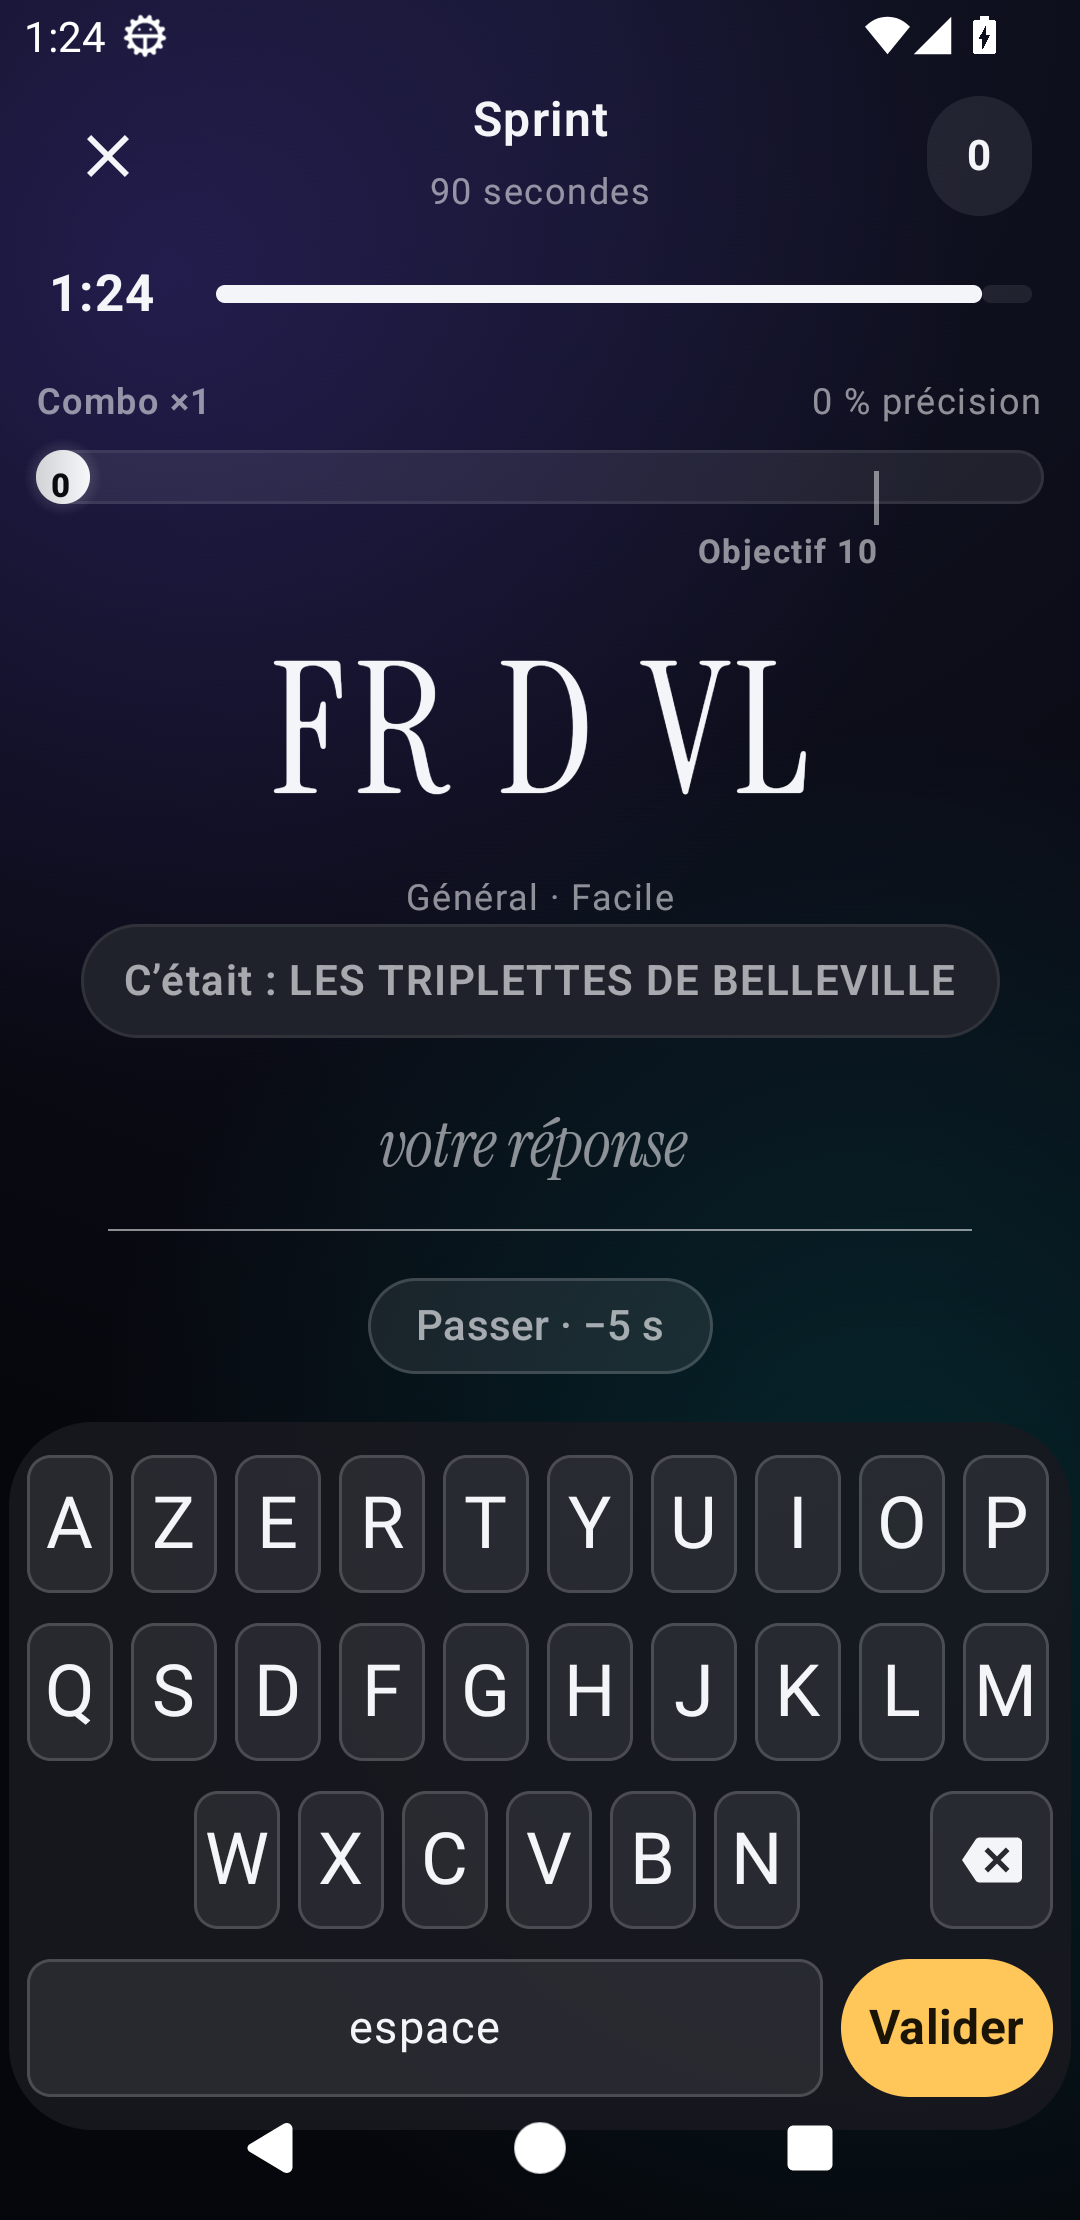 1:24
Sprint
90 secondes
0
1:24
Combo ×1
0 % précision
0
Objectif 10
FR D VL
Général · Facile
C’était : LES TRIPLETTES DE BELLEVILLE
votre réponse
Passer · −5 s
A Z E R T Y U I O P
Q S D F G H J K L M
W X C V B N
espace
Valider